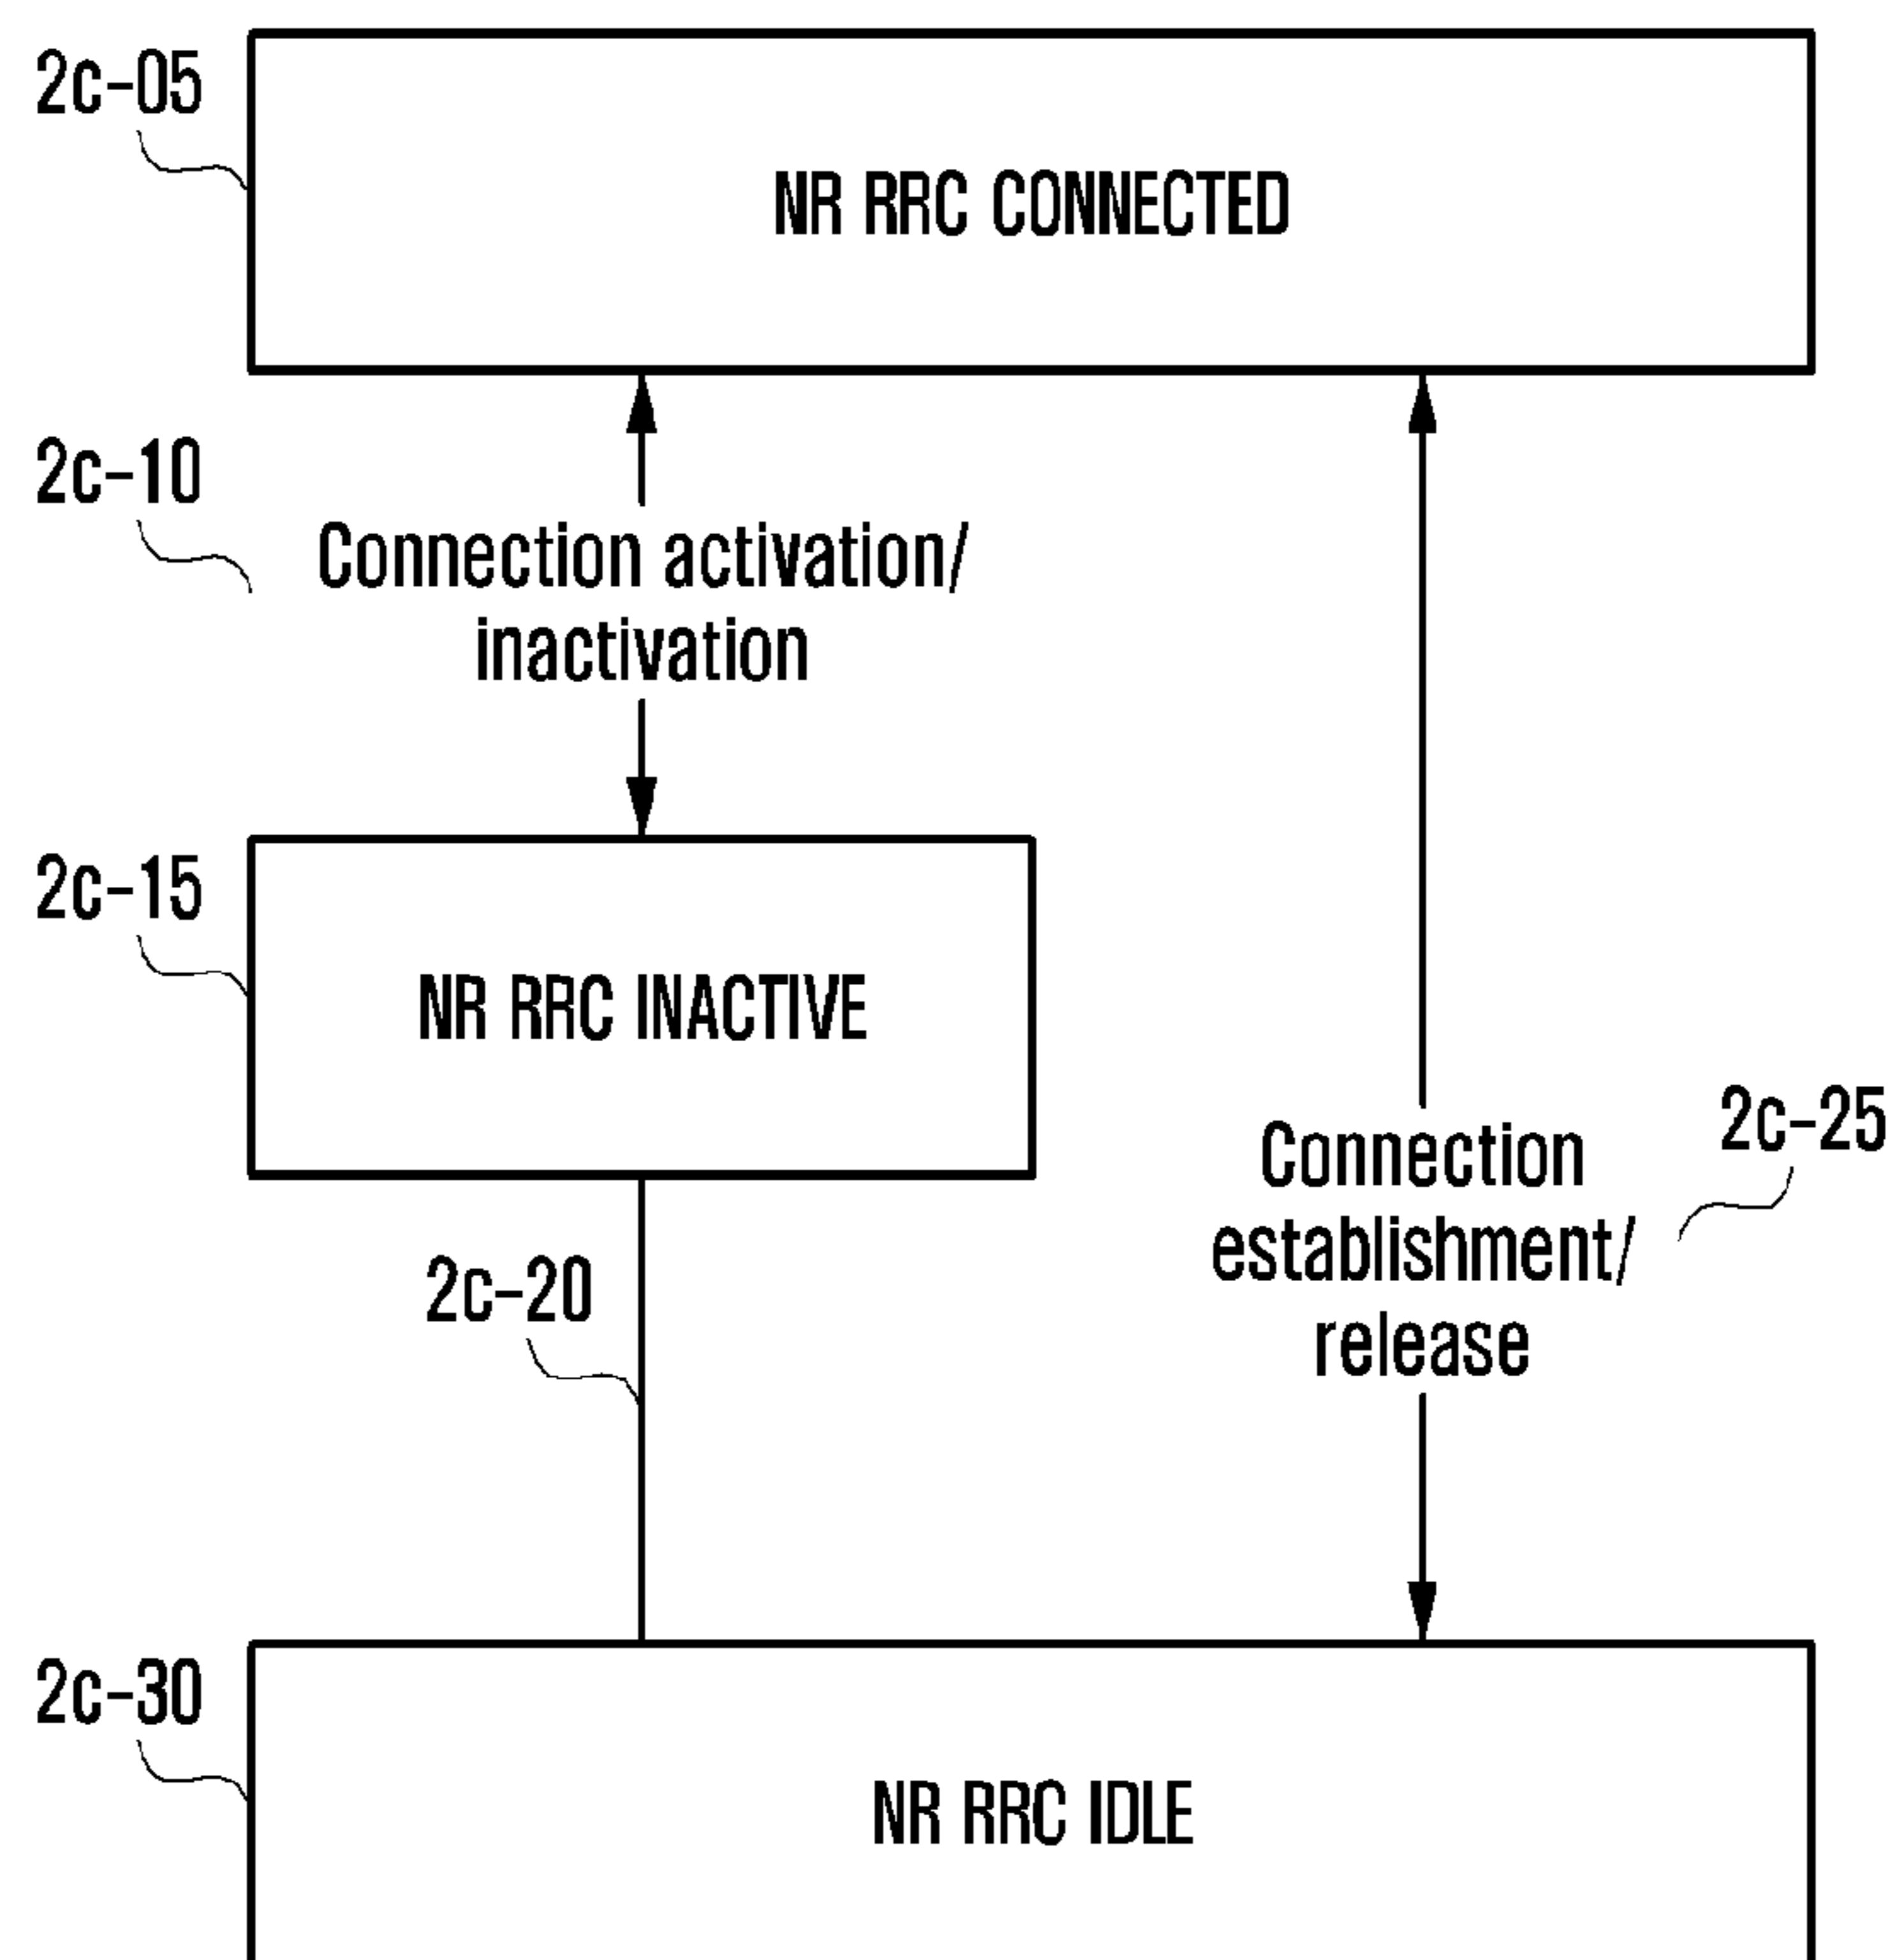 2c-05
NR RRC CONNECTED
2c-10
Connection activation/
inactivation
2c-15
NR RRC INACTIVE
2c-20
Connection
establishment/
release
2c-25
2c-30
NR RRC IDLE